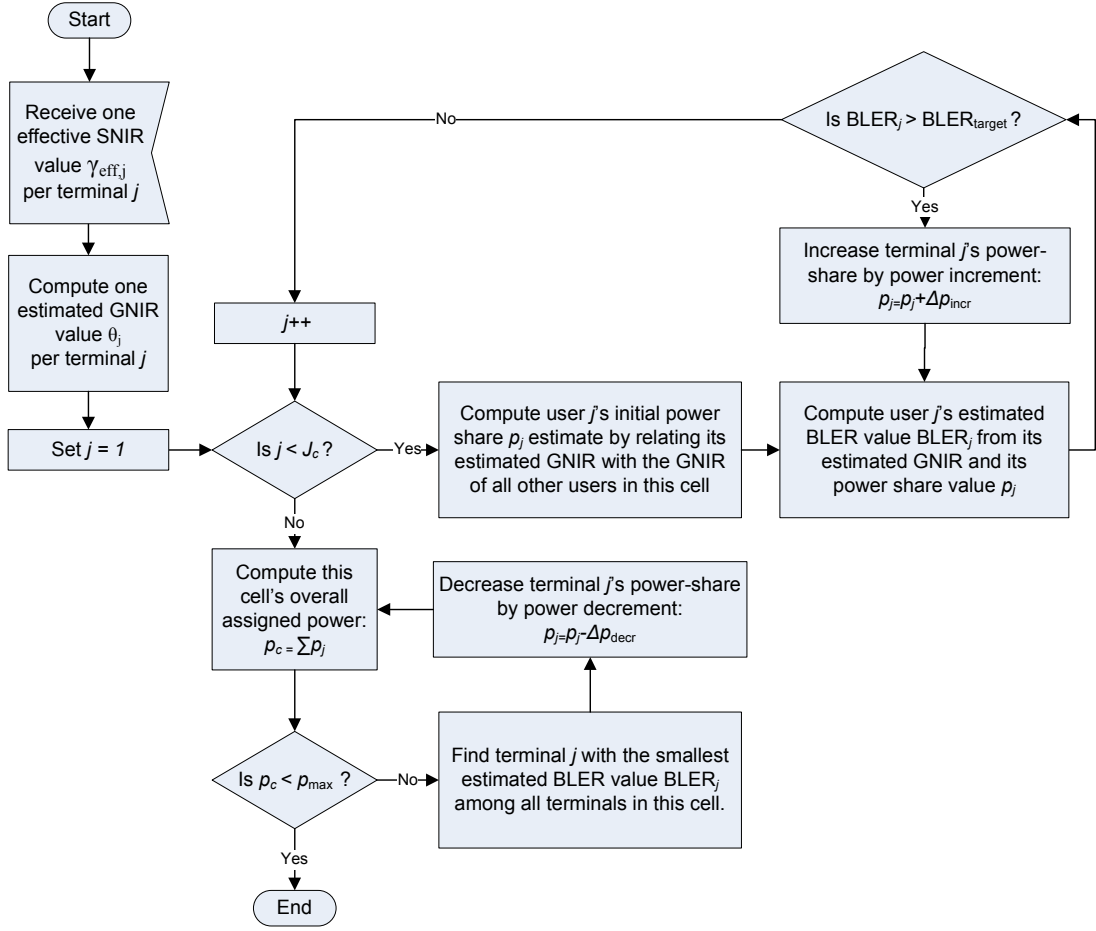 Start
Receive one
effective SNIR
value γeff,j
per terminal j
Compute one
estimated GNIR
value θj
per terminal j
Set j = 1
j++
Is j < Jc?
Yes
No
Compute user j's initial power
share pj estimate by relating its
estimated GNIR with the GNIR
of all other users in this cell
Compute user j's estimated
BLER value BLERj from its
estimated GNIR and its
power share value pj
Is BLERj > BLERtarget ?
No
Yes
Increase terminal j's power-
share by power increment:
pj=pj+Δpincr
Compute this
cell's overall
assigned power:
pc = ∑pj
Is pc < pmax ?
No
Yes
Find terminal j with the smallest
estimated BLER value BLERj
among all terminals in this cell.
Decrease terminal j's power-share
by power decrement:
pj=pj-Δpdecr
End